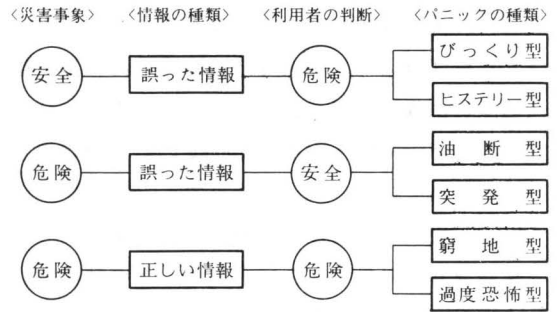 〈災害事象〉 〈情報の種類〉 〈利用者の判断〉 〈パニックの種類〉
安全 誤った情報 危険 びっくり型
ヒステリー型
危険 誤った情報 安全 油断型
突発型
危険 正しい情報 危険 窮地型
過度恐怖型